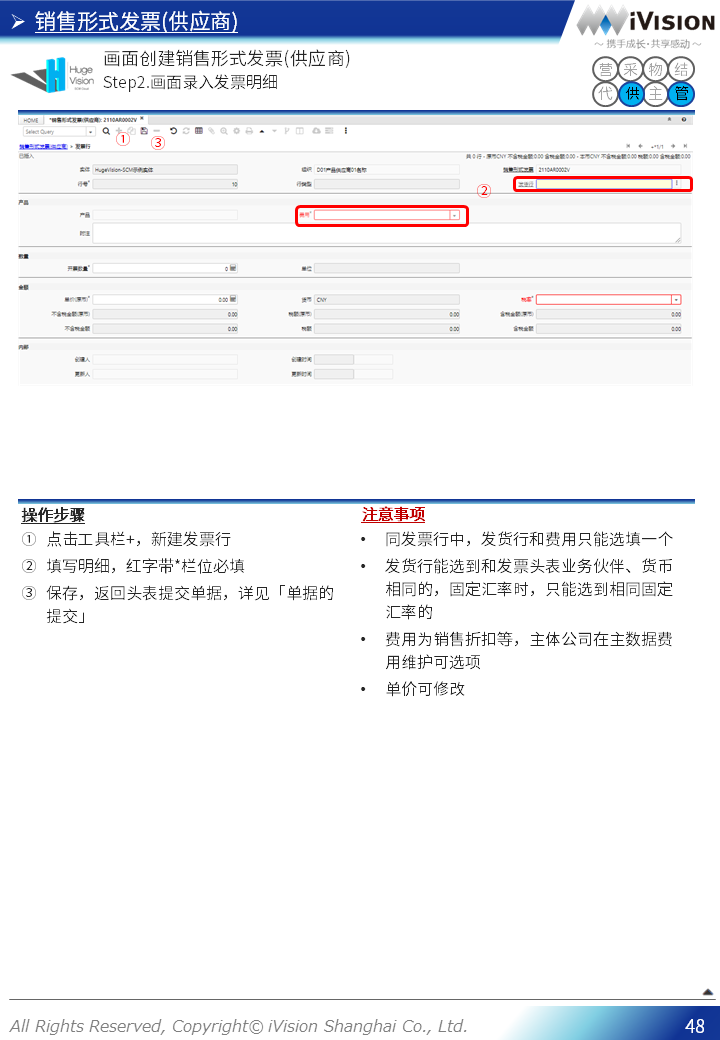 ➢ 销售形式发票(供应商)
iVISION
～ 携手成长·共享感动 ～
Huge
Vision
画面创建销售形式发票(供应商)
Step2.画面录入发票明细
营 采 物 结
代 供 主 管
HOME *销售形式发票(供应商): 2110AR0002V ×
Select Query
① ③
销售形式发票(供应商) > 发票行 +*1/1
已插入 共 0 行 - 原币CNY 不含税金额:0.00 含税金额:0.00 - 本币CNY 不含税金额:0.00 税额:0.00 含税金额:0.00
实体 HugeVision-SCM系统实体 组织 D01产品供应商01包称 销售形式发票 2110AR0002V
行号* 10 行类型 ② 发货行
产品
产品 费用*
附注
数量
开票数量* 0 单位
金额
单价(原币)* 0.00 货币 CNY 税率*
不含税金额(原币) 0.00 税额(原币) 0.00 含税金额(原币) 0.00
不含税金额 0.00 税额 0.00 含税金额 0.00
内部
创建人 创建时间
更新人 更新时间
操作步骤
① 点击工具栏+，新建发票行
② 填写明细，红字带*栏位必填
③ 保存，返回头表提交单据，详见「单据的
提交」
注意事项
• 同发票行中，发货行和费用只能选填一个
• 发货行能选到和发票头表业务伙伴、货币
相同的，固定汇率时，只能选到相同固定
汇率的
• 费用为销售折扣等，主体公司在主数据费
用维护可选项
• 单价可修改
All Rights Reserved, Copyright© iVision Shanghai Co., Ltd.
48